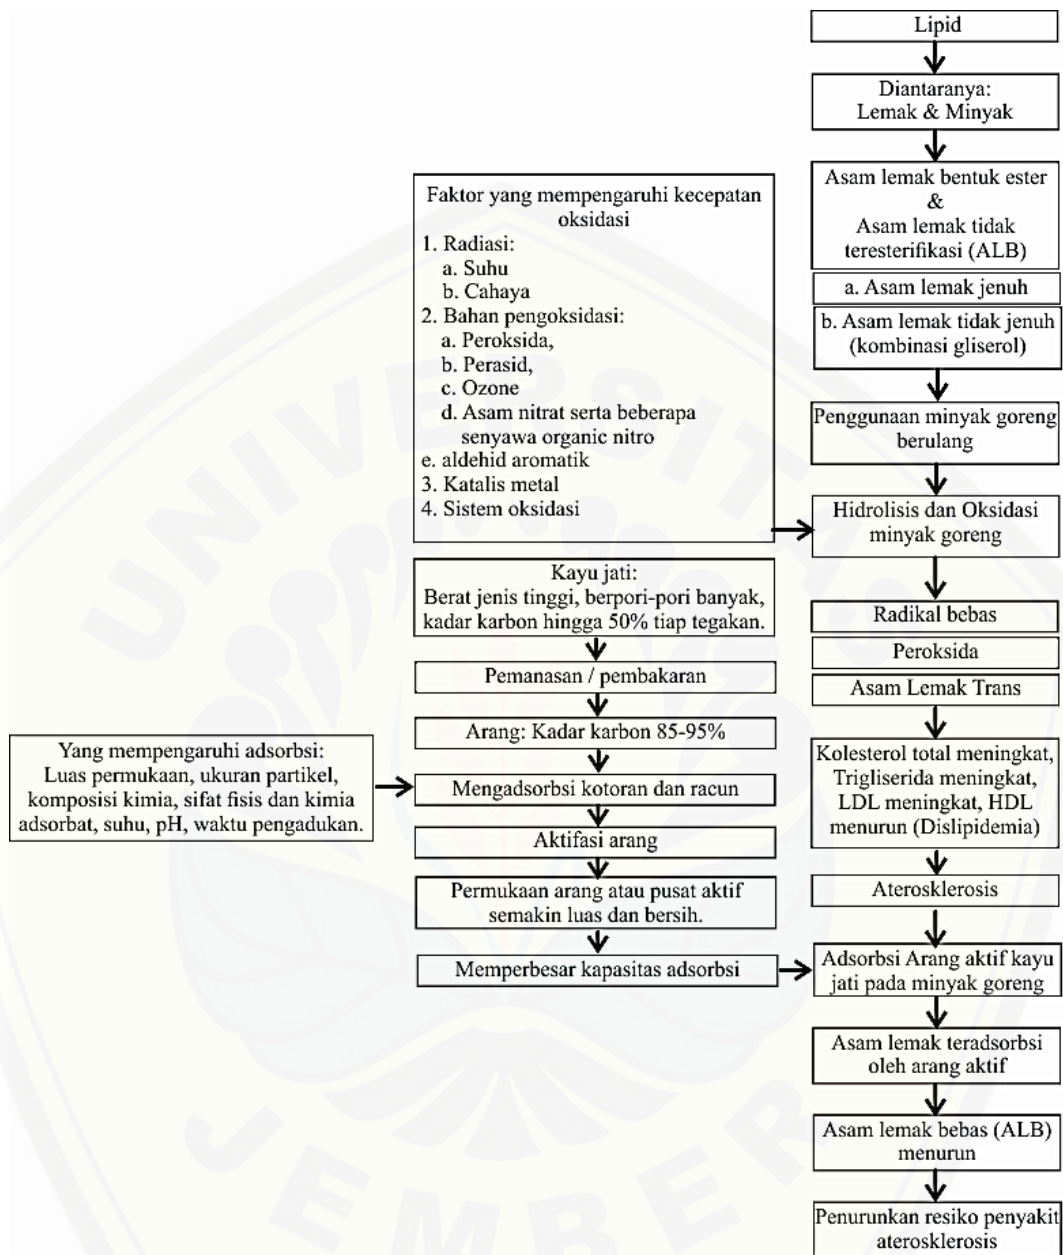 Lipid
Diantaranya:
Lemak & Minyak
Asam lemak bentuk ester
&
Asam lemak tidak
teresterifikasi (ALB)
a. Asam lemak jenuh
b. Asam lemak tidak jenuh
(kombinasi gliserol)
Penggunaan minyak goreng
berulang
Faktor yang mempengaruhi kecepatan
oksidasi
1. Radiasi:
a. Suhu
b. Cahaya
2. Bahan pengoksidasi:
a. Peroksida,
b. Perasid,
c. Ozone
d. Asam nitrat serta beberapa
senyawa organic nitro
e. aldehid aromatik
3. Katalis metal
4. Sistem oksidasi
Hidrolisis dan Oksidasi
minyak goreng
Radikal bebas
Peroksida
Asam Lemak Trans
Kolesterol total meningkat,
Trigliserida meningkat,
LDL meningkat, HDL
menurun (Dislipidemia)
Aterosklerosis
Kayu jati:
Berat jenis tinggi, berpori-pori banyak,
kadar karbon hingga 50% tiap tegakan.
Pemanasan / pembakaran
Arang: Kadar karbon 85-95%
Yang mempengaruhi adsorbsi:
Luas permukaan, ukuran partikel,
komposisi kimia, sifat fisis dan kimia
adsorbat, suhu, pH, waktu pengadukan.
Mengadsorbsi kotoran dan racun
Aktifasi arang
Permukaan arang atau pusat aktif
semakin luas dan bersih.
Memperbesar kapasitas adsorbsi
Adsorbsi Arang aktif kayu
jati pada minyak goreng
Asam lemak teradsorbsi
oleh arang aktif
Asam lemak bebas (ALB)
menurun
Penurunkan resiko penyakit
aterosklerosis
UNIVERSITAS
JEMBER